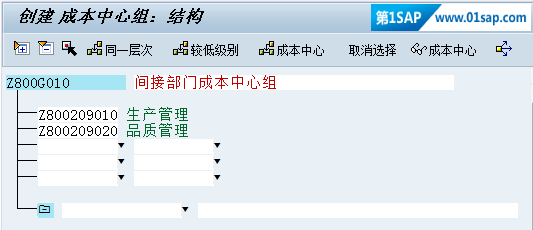 创建 成本中心组：结构
第1SAP www.01sap.com
同一层次 较低级别 成本中心 取消选择 成本中心
Z800G010 间接部门成本中心组
Z800209010 生产管理
Z800209020 品质管理